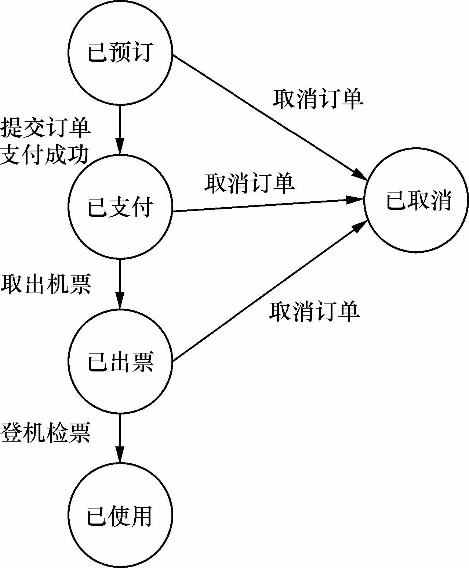 已预订
取消订单
提交订单
支付成功
取消订单
已支付
已取消
取出机票
取消订单
已出票
登机检票
已使用